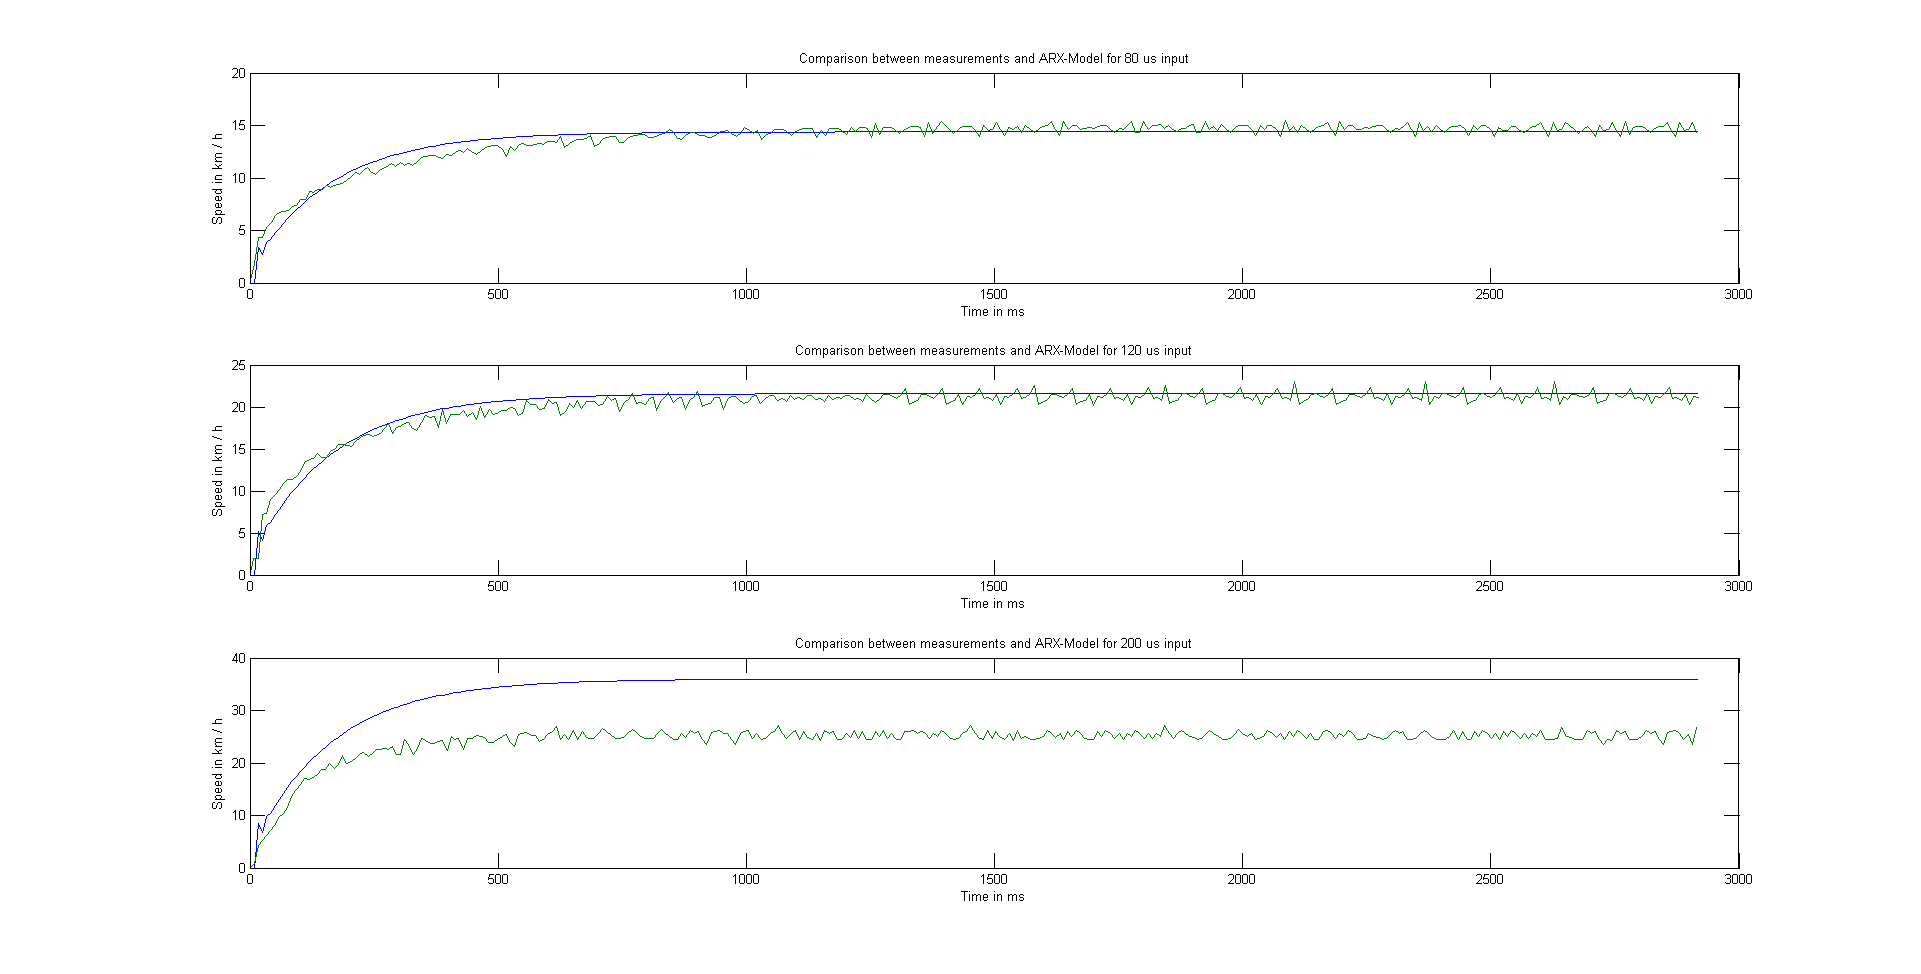 Comparison between measurements and ARX-Model for 80 us input
20
15
10
5
0
Speed in km / h
0 500 1000 1500 2000 2500 3000
Time in ms
Comparison between measurements and ARX-Model for 120 us input
25
20
15
10
5
0
Speed in km / h
0 500 1000 1500 2000 2500 3000
Time in ms
Comparison between measurements and ARX-Model for 200 us input
40
30
20
10
0
Speed in km / h
0 500 1000 1500 2000 2500 3000
Time in ms